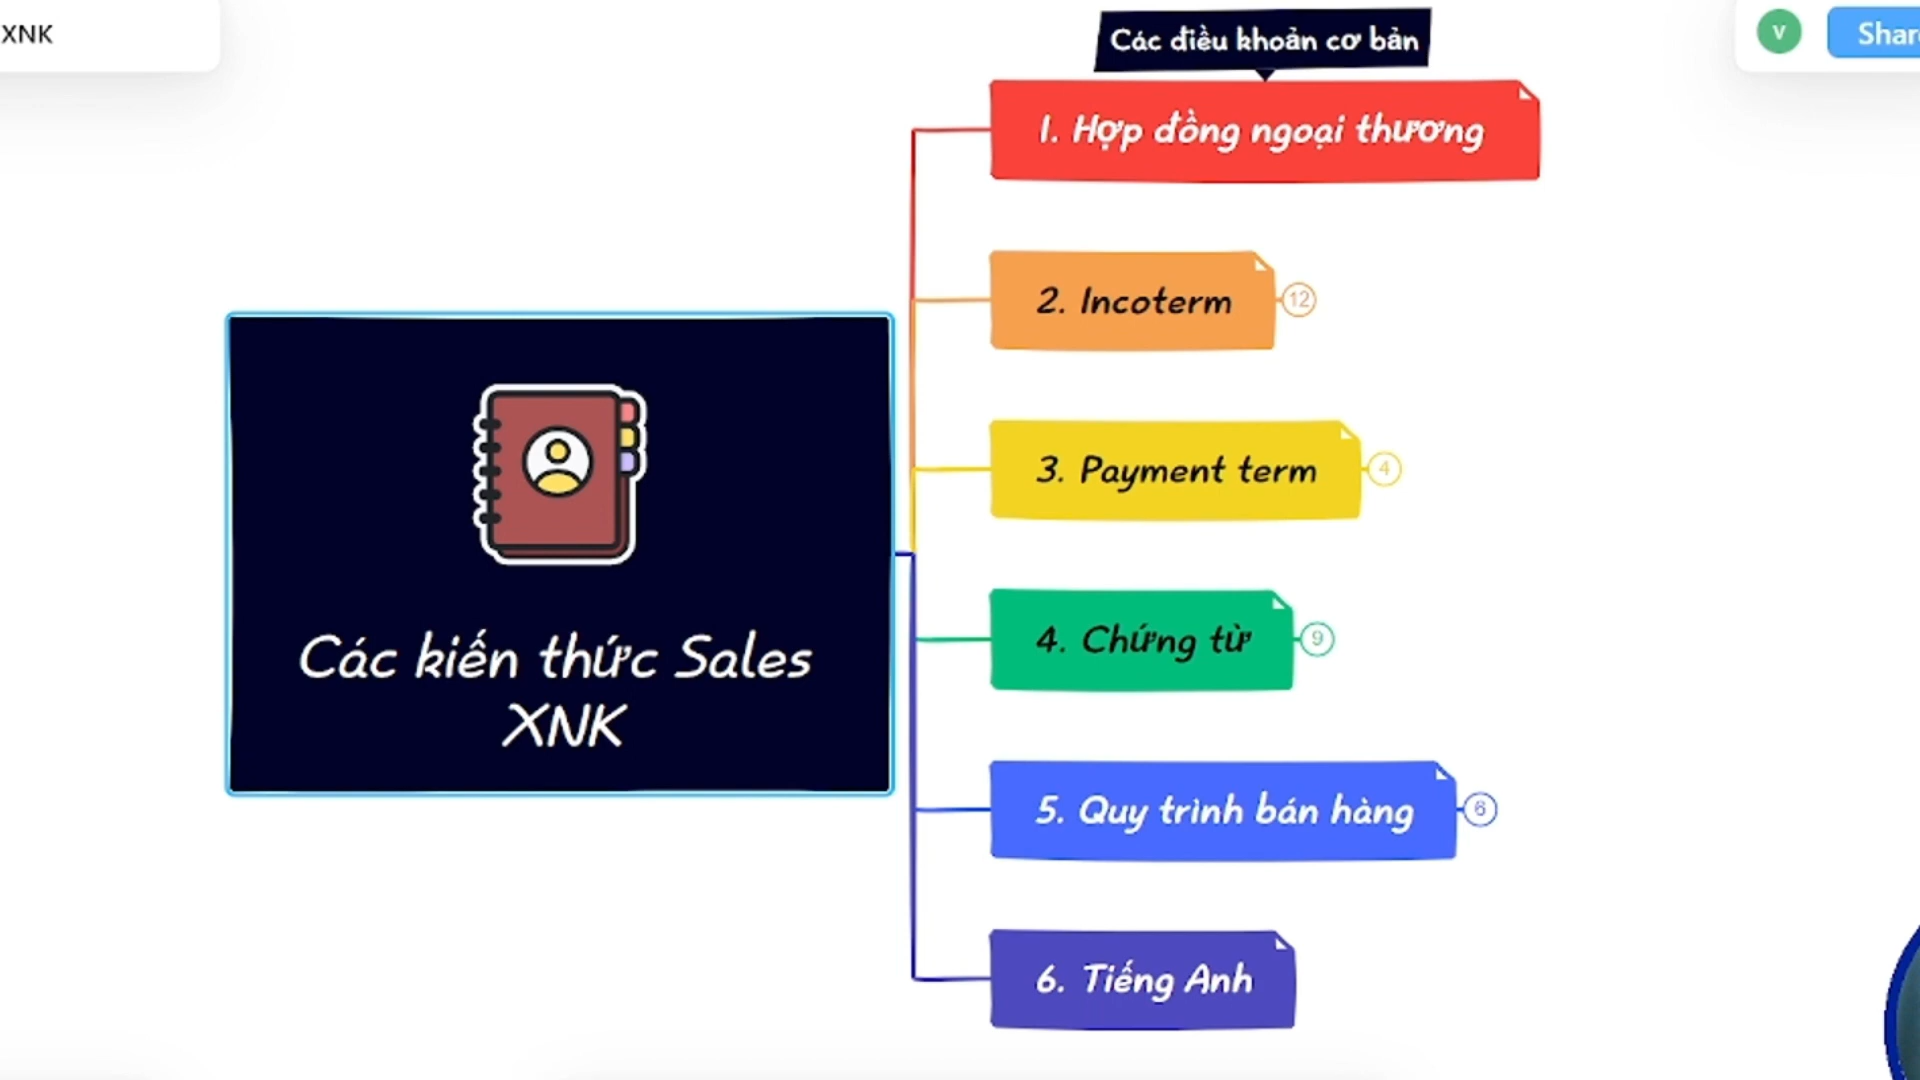 XNK
V
Các điều khoản cơ bản
1. Hợp đồng ngoại thương
2. Incoterm
12
3. Payment term
4
Các kiến thức Sales
XNK
4. Chứng từ
9
5. Quy trình bán hàng
6
6. Tiếng Anh